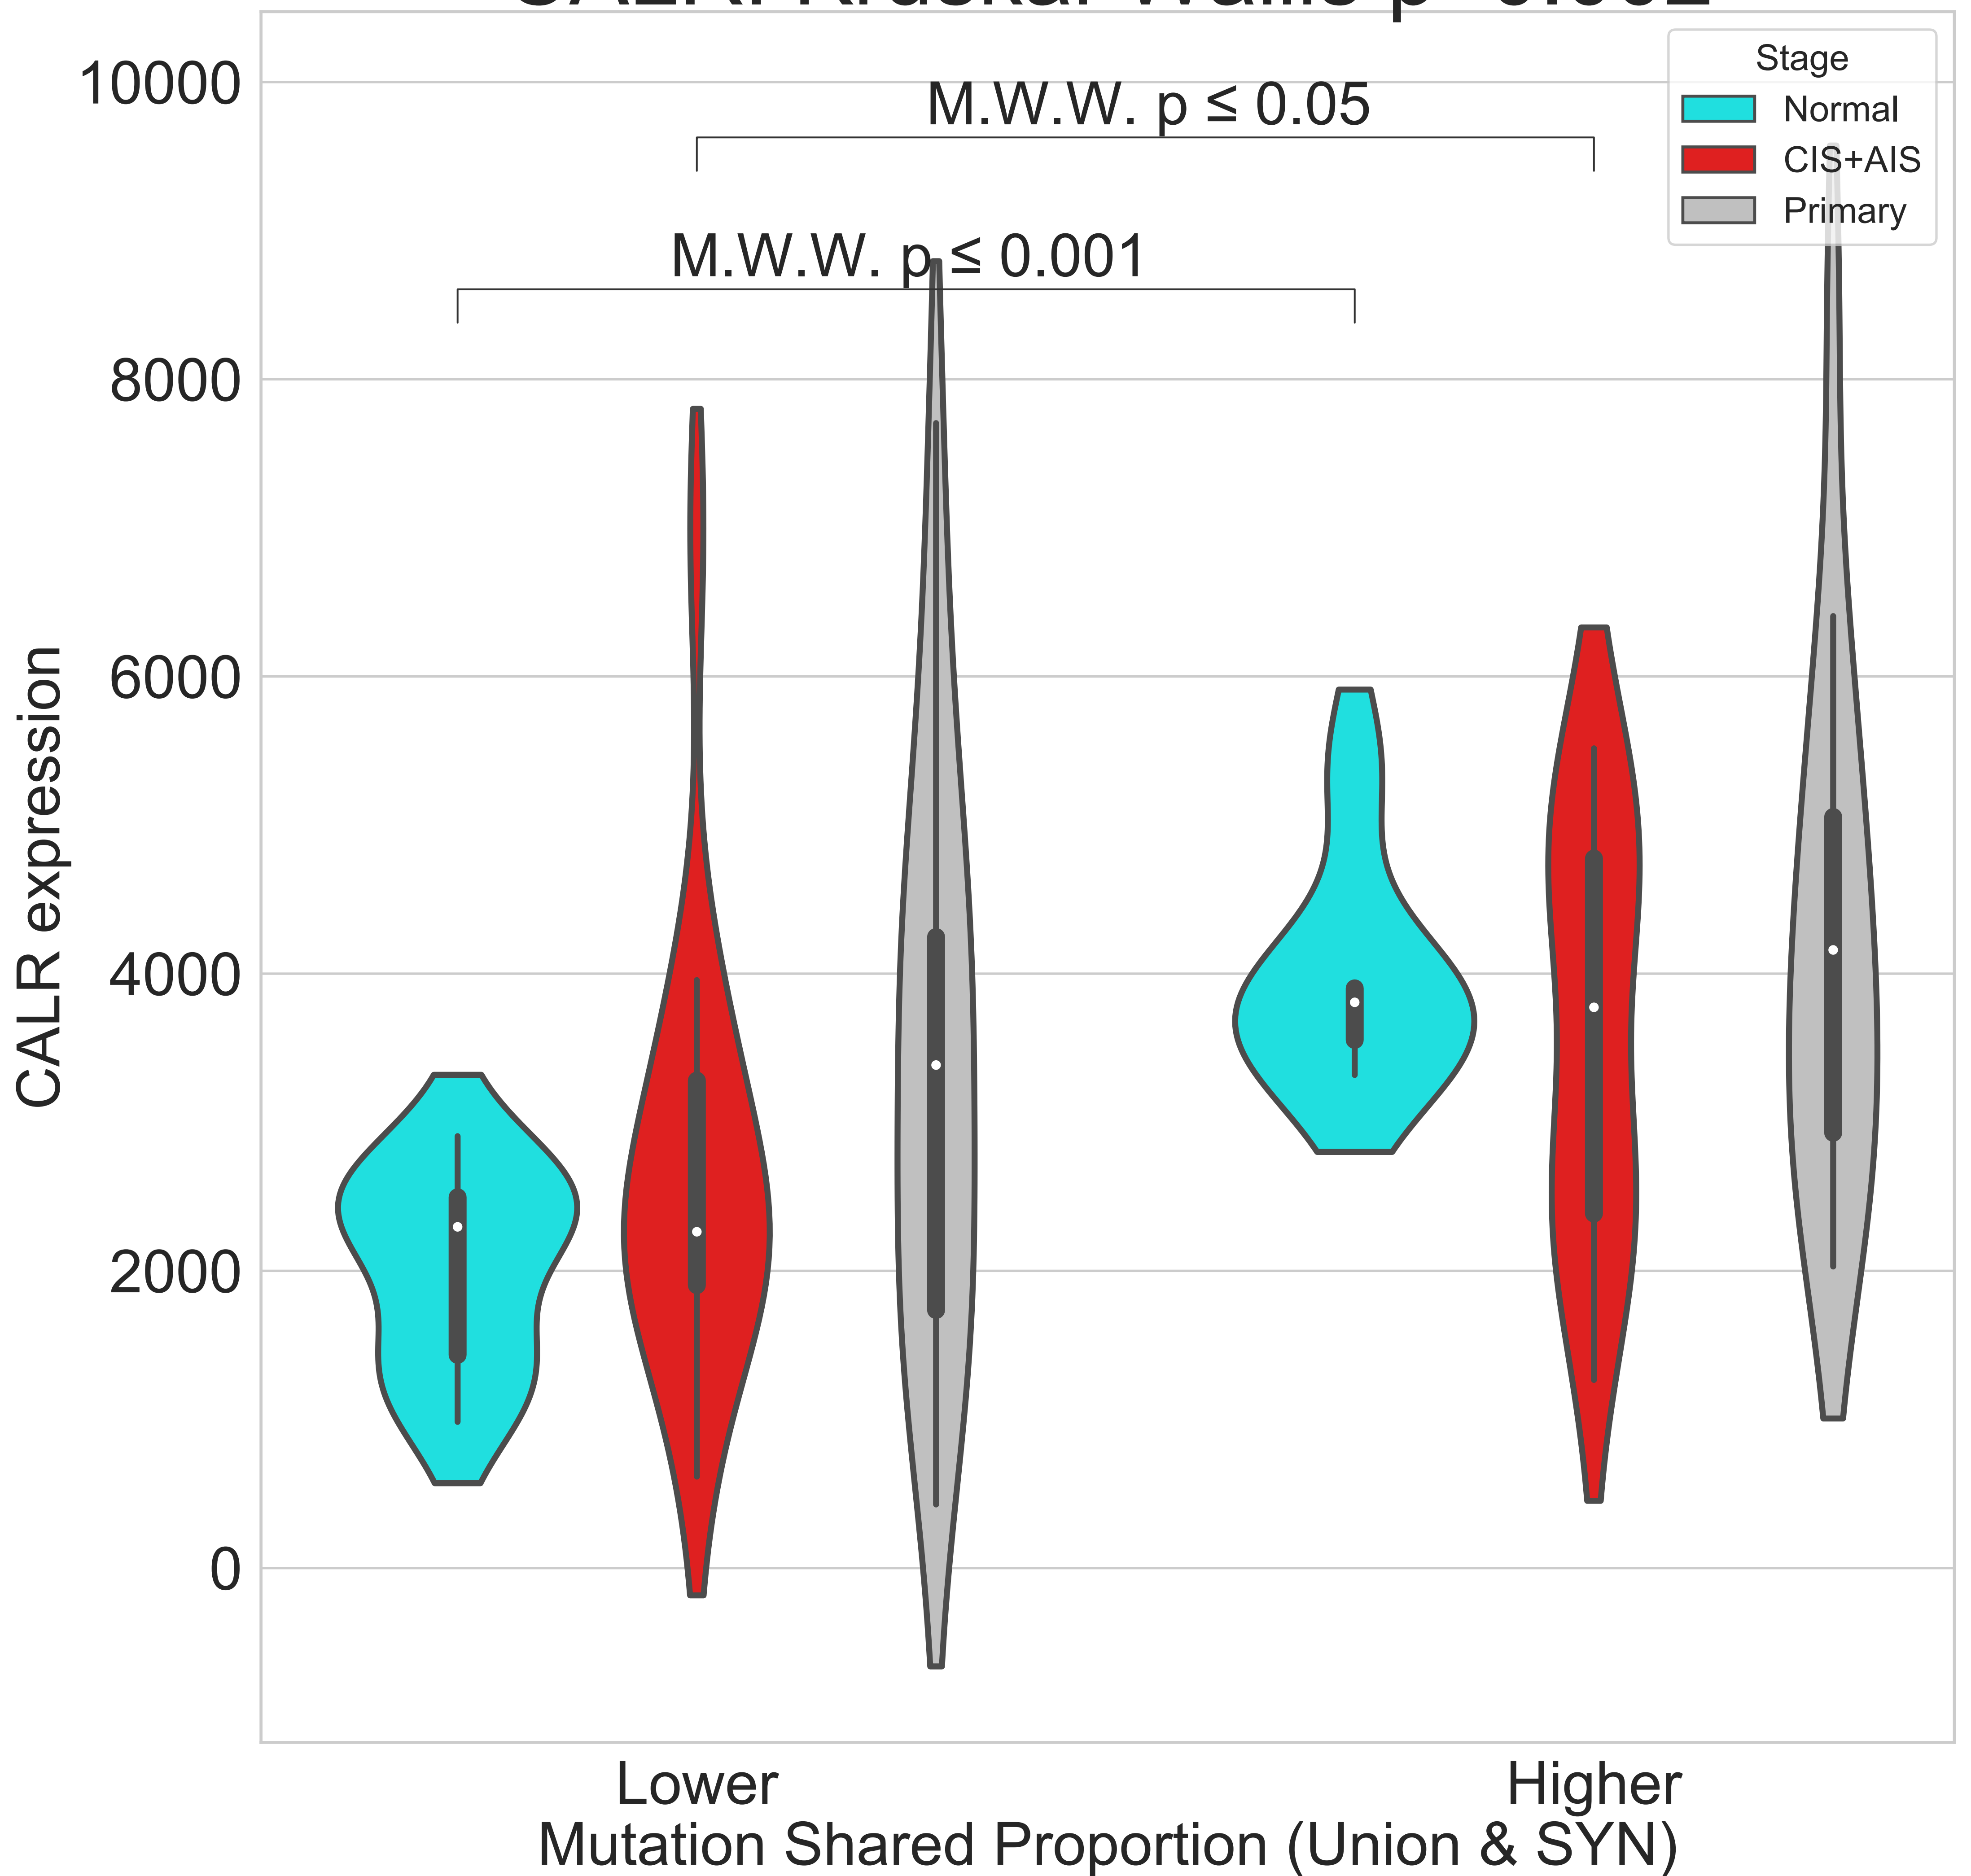 Stage
Normal
CIS+AIS
Primary
M.W.W. p ≤ 0.05
M.W.W. p ≤ 0.001
10000
8000
6000
4000
2000
0
CALR expression
Lower
Higher
Mutation Shared Proportion (Union & SYN)